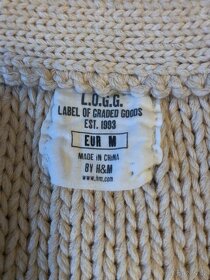 L.O.G.G.
LABEL OF GRADED GOODS
EST. 1993
EUR M
MADE IN CHINA
BY H&M
www.hm.com